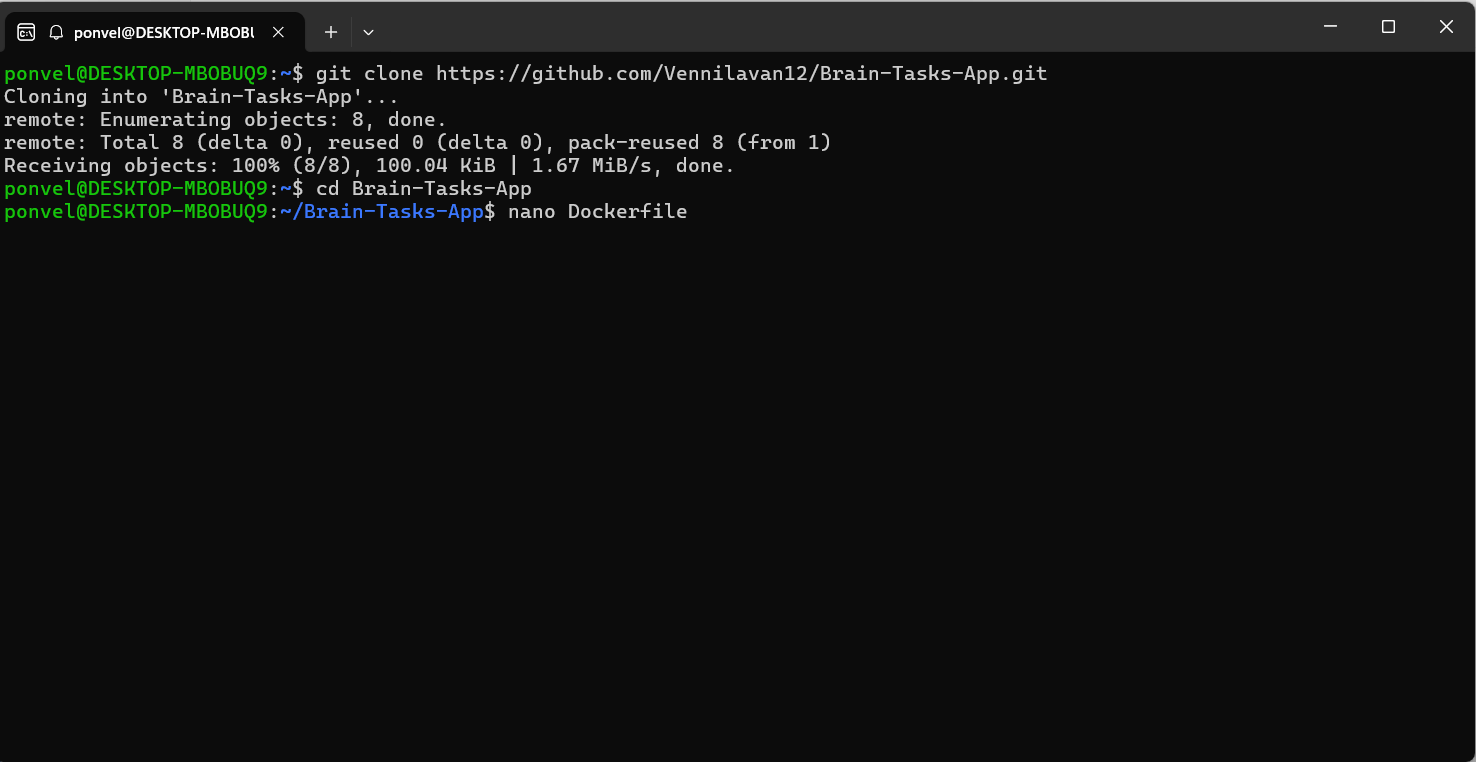 ponvel@DESKTOP-MBOBU
ponvel@DESKTOP-MBOBUQ9:~$ git clone https://github.com/Vennilavan12/Brain-Tasks-App.git
Cloning into 'Brain-Tasks-App'...
remote: Enumerating objects: 8, done.
remote: Total 8 (delta 0), reused 0 (delta 0), pack-reused 8 (from 1)
Receiving objects: 100% (8/8), 100.04 KiB | 1.67 MiB/s, done.
ponvel@DESKTOP-MBOBUQ9:~$ cd Brain-Tasks-App
ponvel@DESKTOP-MBOBUQ9:~/Brain-Tasks-App$ nano Dockerfile